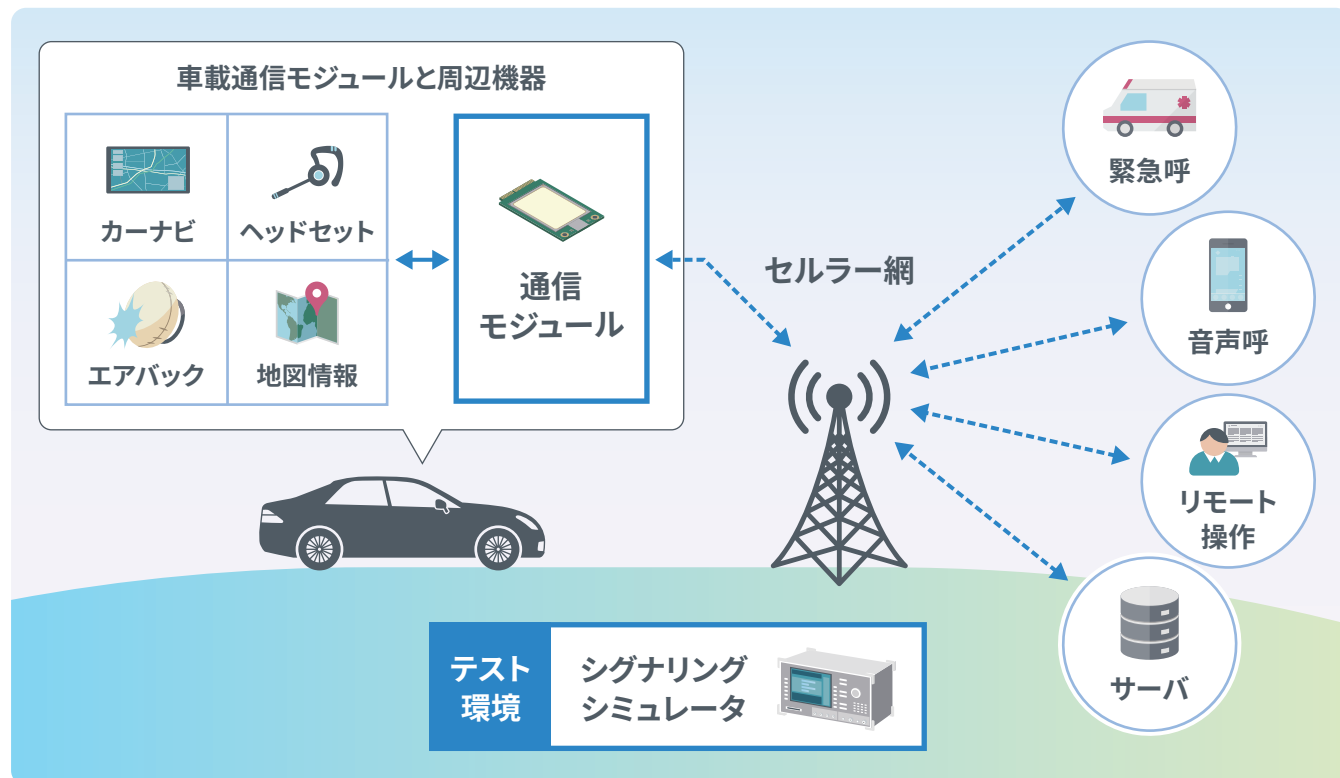 車載通信モジュールと周辺機器
カーナビ
ヘッドセット
エアバック
地図情報
通信
モジュール
セルラー網
緊急呼
音声呼
リモート
操作
サーバ
テスト
環境
シグナリング
シミュレータ